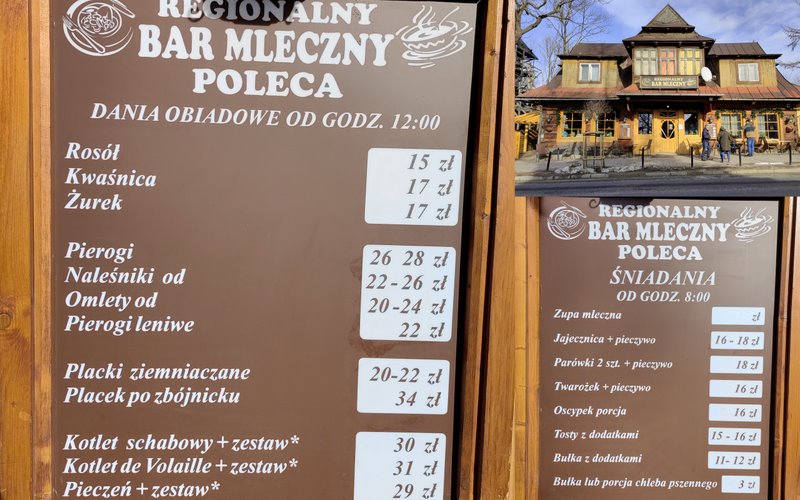 REGIONALNY
BAR MLECZNY
POLECA
DANIA OBIADOWE OD GODZ. 12:00
Rosół 15 zł
Kwaśnica 17 zł
Żurek 17 zł
Pierogi 26 28 zł
Naleśniki od 22-26 zł
Omlety od 20-24 zł
Pierogi leniwe 22 zł
Placki ziemniaczane 20-22 zł
Placek po zbójnicku 34 zł
Kotlet schabowy + zestaw* 30 zł
Kotlet de Volaille + zestaw* 31 zł
Pieczeń + zestaw* 29 zł
REGIONALNY
BAR MLECZNY
REGIONALNY
BAR MLECZNY
POLECA
ŚNIADANIA
OD GODZ. 8:00
Zupa mleczna zł
Jajecznica + pieczywo 16 - 18 zł
Parówki 2 szt. + pieczywo 18 zł
Twarożek + pieczywo 16 zł
Oscypek porcja 16 zł
Tosty z dodatkami 15 - 16 zł
Bułka z dodatkami 11- 12 zł
Bułka lub porcja chleba pszennego 3 zł